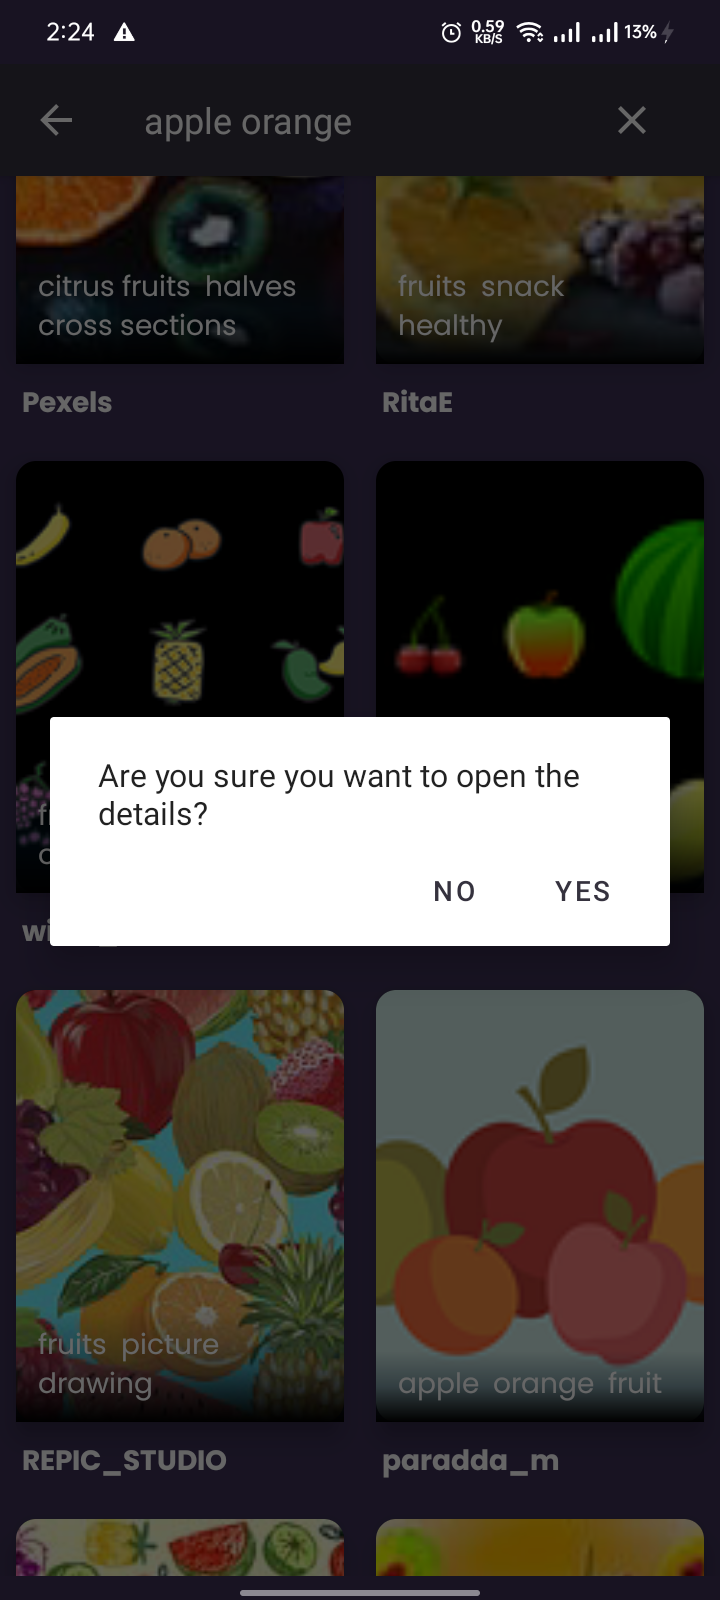 2:24
0.59
KB/S
13%
apple orange
citrus fruits halves
cross sections
fruits snack
healthy
Pexels
RitaE
Are you sure you want to open the
details?
NO YES
fruits picture
drawing
apple orange fruit
REPIC_STUDIO
paradda_m